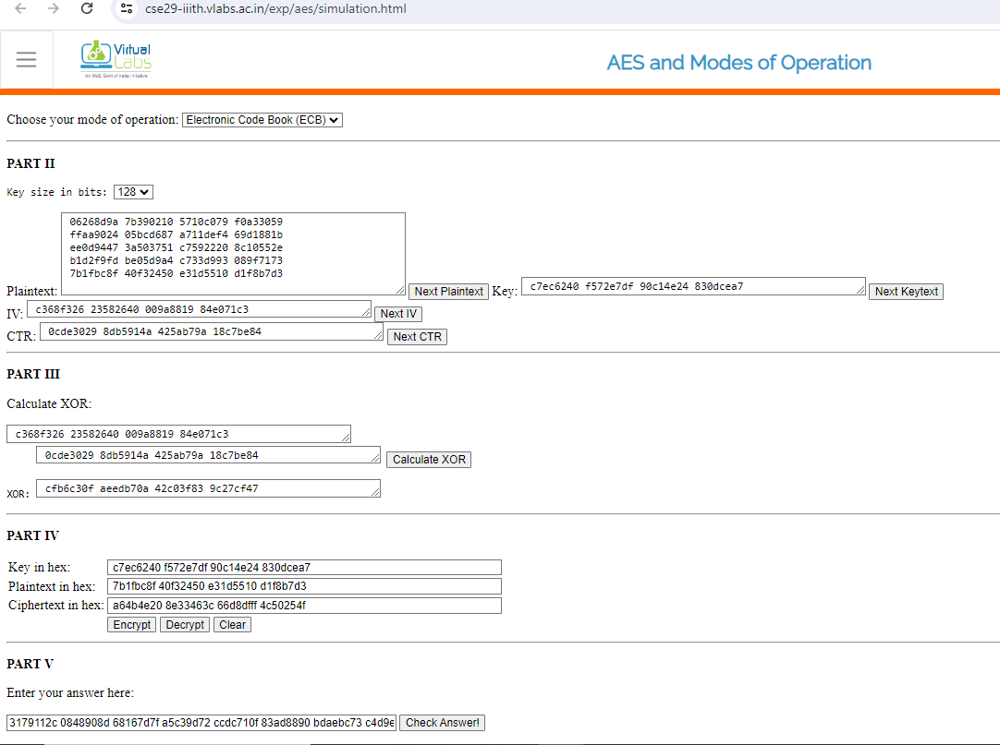 cse29-iiith.vlabs.ac.in/exp/aes/simulation.html
Virtual
Labs
An MoE Govt of India Initiative
AES and Modes of Operation
Choose your mode of operation: Electronic Code Book (ECB)
PART II
Key size in bits: 128
06268d9a 7b390210 5710c079 f0a33059
ffaa9024 05bcd687 a711def4 69d1881b
ee0d9447 3a503751 c7592220 8c10552e
b1d2f9fd be05d9a4 c733d993 089f7173
7b1fbc8f 40f32450 e31d5510 d1f8b7d3
Plaintext: Next Plaintext Key: c7ec6240 f572e7df 90c14e24 830dcea7 Next Keytext
IV: c368f326 23582640 009a8819 84e071c3 Next IV
CTR: 0cde3029 8db5914a 425ab79a 18c7be84 Next CTR
PART III
Calculate XOR:
c368f326 23582640 009a8819 84e071c3
0cde3029 8db5914a 425ab79a 18c7be84 Calculate XOR
XOR: cfb6c30f aeedb70a 42c03f83 9c27cf47
PART IV
Key in hex: c7ec6240 f572e7df 90c14e24 830dcea7
Plaintext in hex: 7b1fbc8f 40f32450 e31d5510 d1f8b7d3
Ciphertext in hex: a64b4e20 8e33463c 66d8dfff 4c50254f
Encrypt Decrypt Clear
PART V
Enter your answer here:
3179112c 0848908d 68167d7f a5c39d72 ccdc710f 83ad8890 bdaebc73 c4d9e Check Answer!